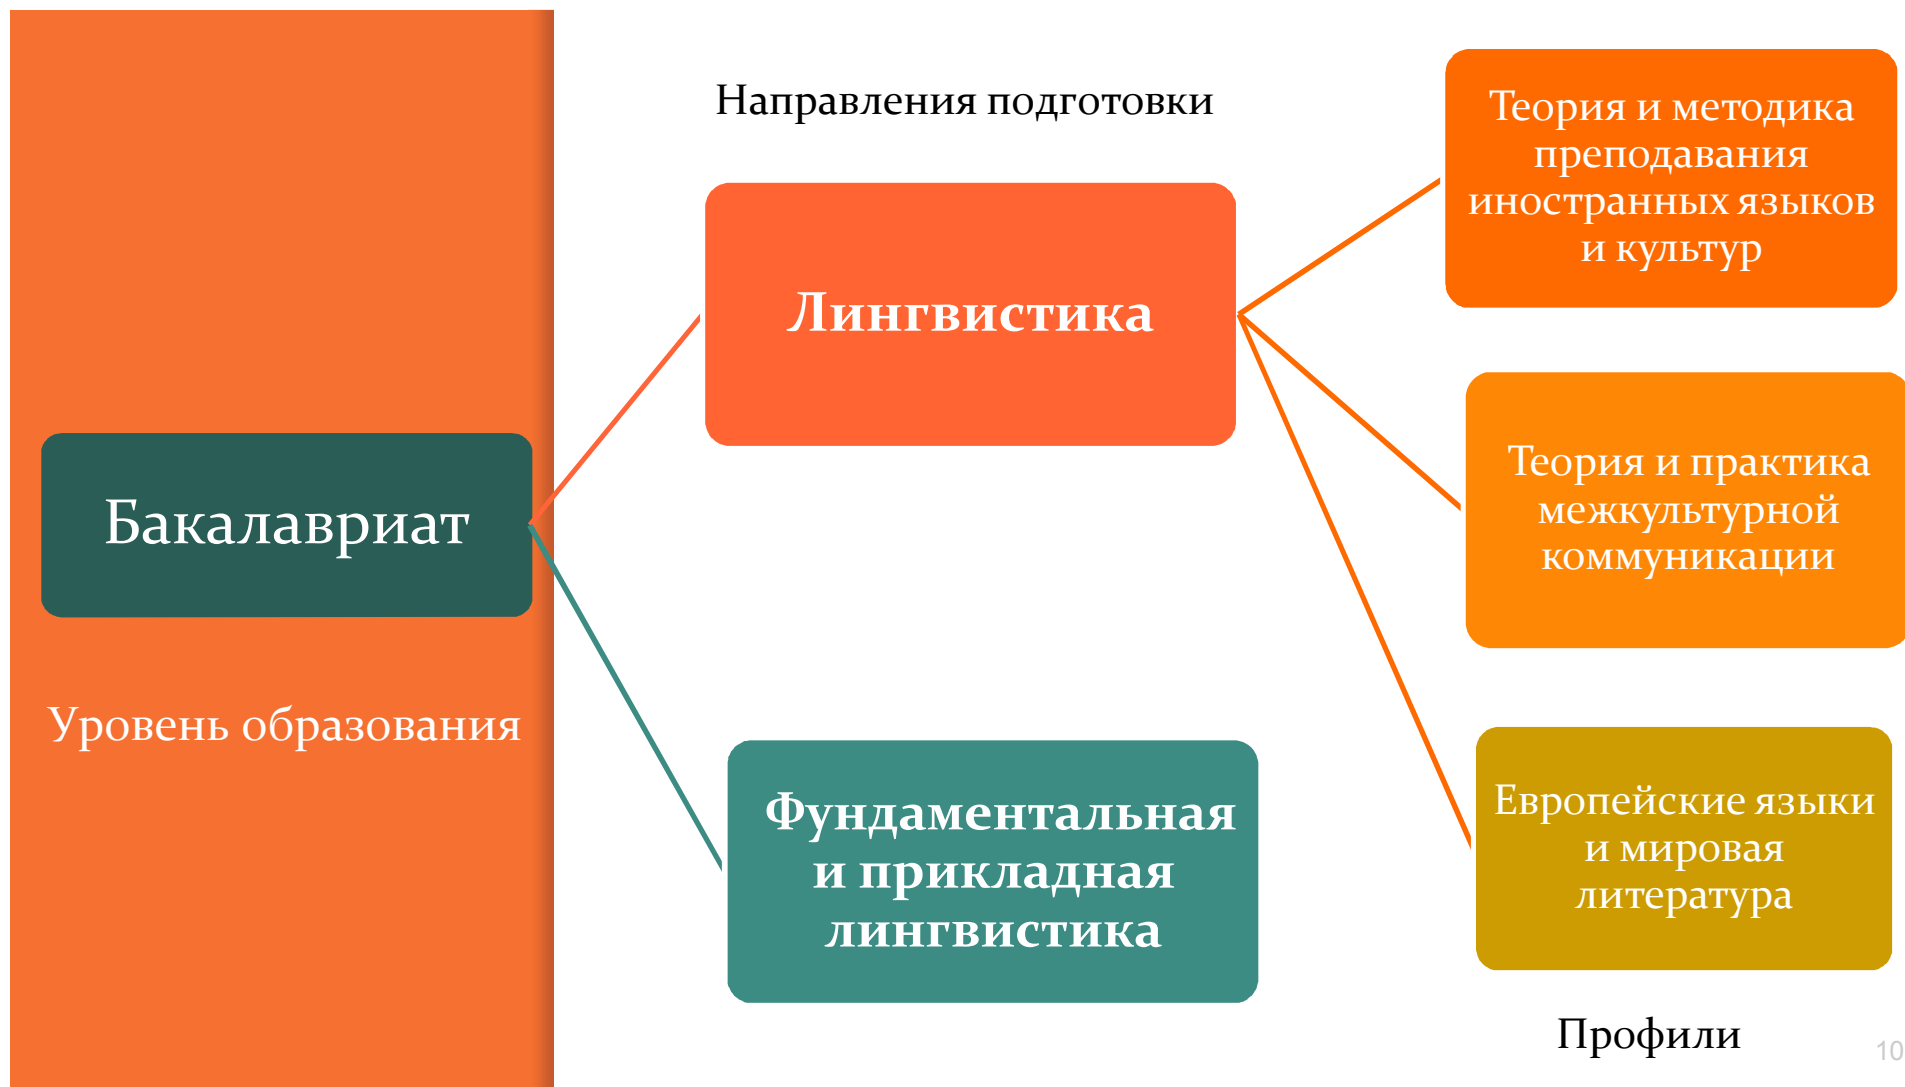 Направления подготовки
Бакалавриат
Уровень образования
Лингвистика
Фундаментальная
и прикладная
лингвистика
Теория и методика
преподавания
иностранных языков
и культур
Теория и практика
межкультурной
коммуникации
Европейские языки
и мировая
литература
Профили
10